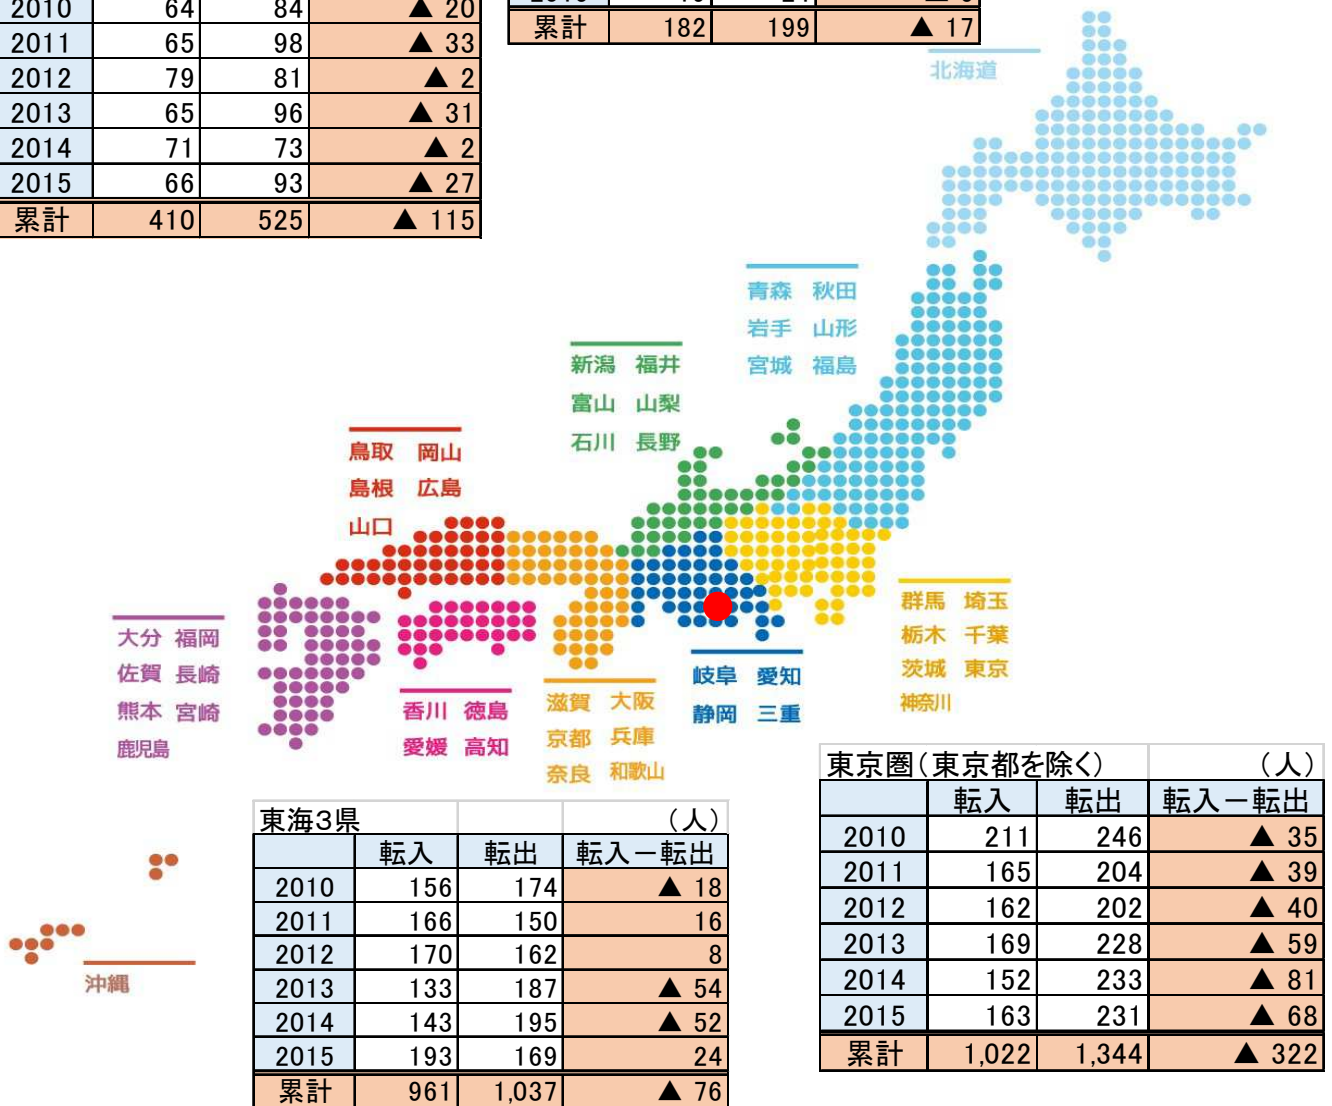 2010 64 84 ▲ 20
2011 65 98 ▲ 33
2012 79 81 ▲ 2
2013 65 96 ▲ 31
2014 71 73 ▲ 2
2015 66 93 ▲ 27
累計 410 525 ▲ 115
累計 182 199 ▲ 17
北海道
青森 秋田
岩手 山形
宮城 福島
新潟 福井
富山 山梨
石川 長野
鳥取 岡山
島根 広島
山口
大分 福岡
佐賀 長崎
熊本 宮崎
鹿児島
香川 徳島
愛媛 高知
滋賀 大阪
京都 兵庫
奈良 和歌山
岐阜 愛知
静岡 三重
群馬 埼玉
栃木 千葉
茨城 東京
神奈川
沖縄
東海3県 (人)
転入 転出 転入－転出
2010 156 174 ▲ 18
2011 166 150 16
2012 170 162 8
2013 133 187 ▲ 54
2014 143 195 ▲ 52
2015 193 169 24
累計 961 1,037 ▲ 76
東京圏(東京都を除く) (人)
転入 転出 転入－転出
2010 211 246 ▲ 35
2011 165 204 ▲ 39
2012 162 202 ▲ 40
2013 169 228 ▲ 59
2014 152 233 ▲ 81
2015 163 231 ▲ 68
累計 1,022 1,344 ▲ 322